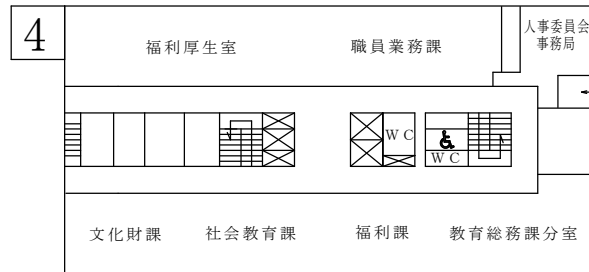 4
福利厚生室
職員業務課
人事委員会
事務局
WC
WC
文化財課
社会教育課
福利課
教育総務課分室